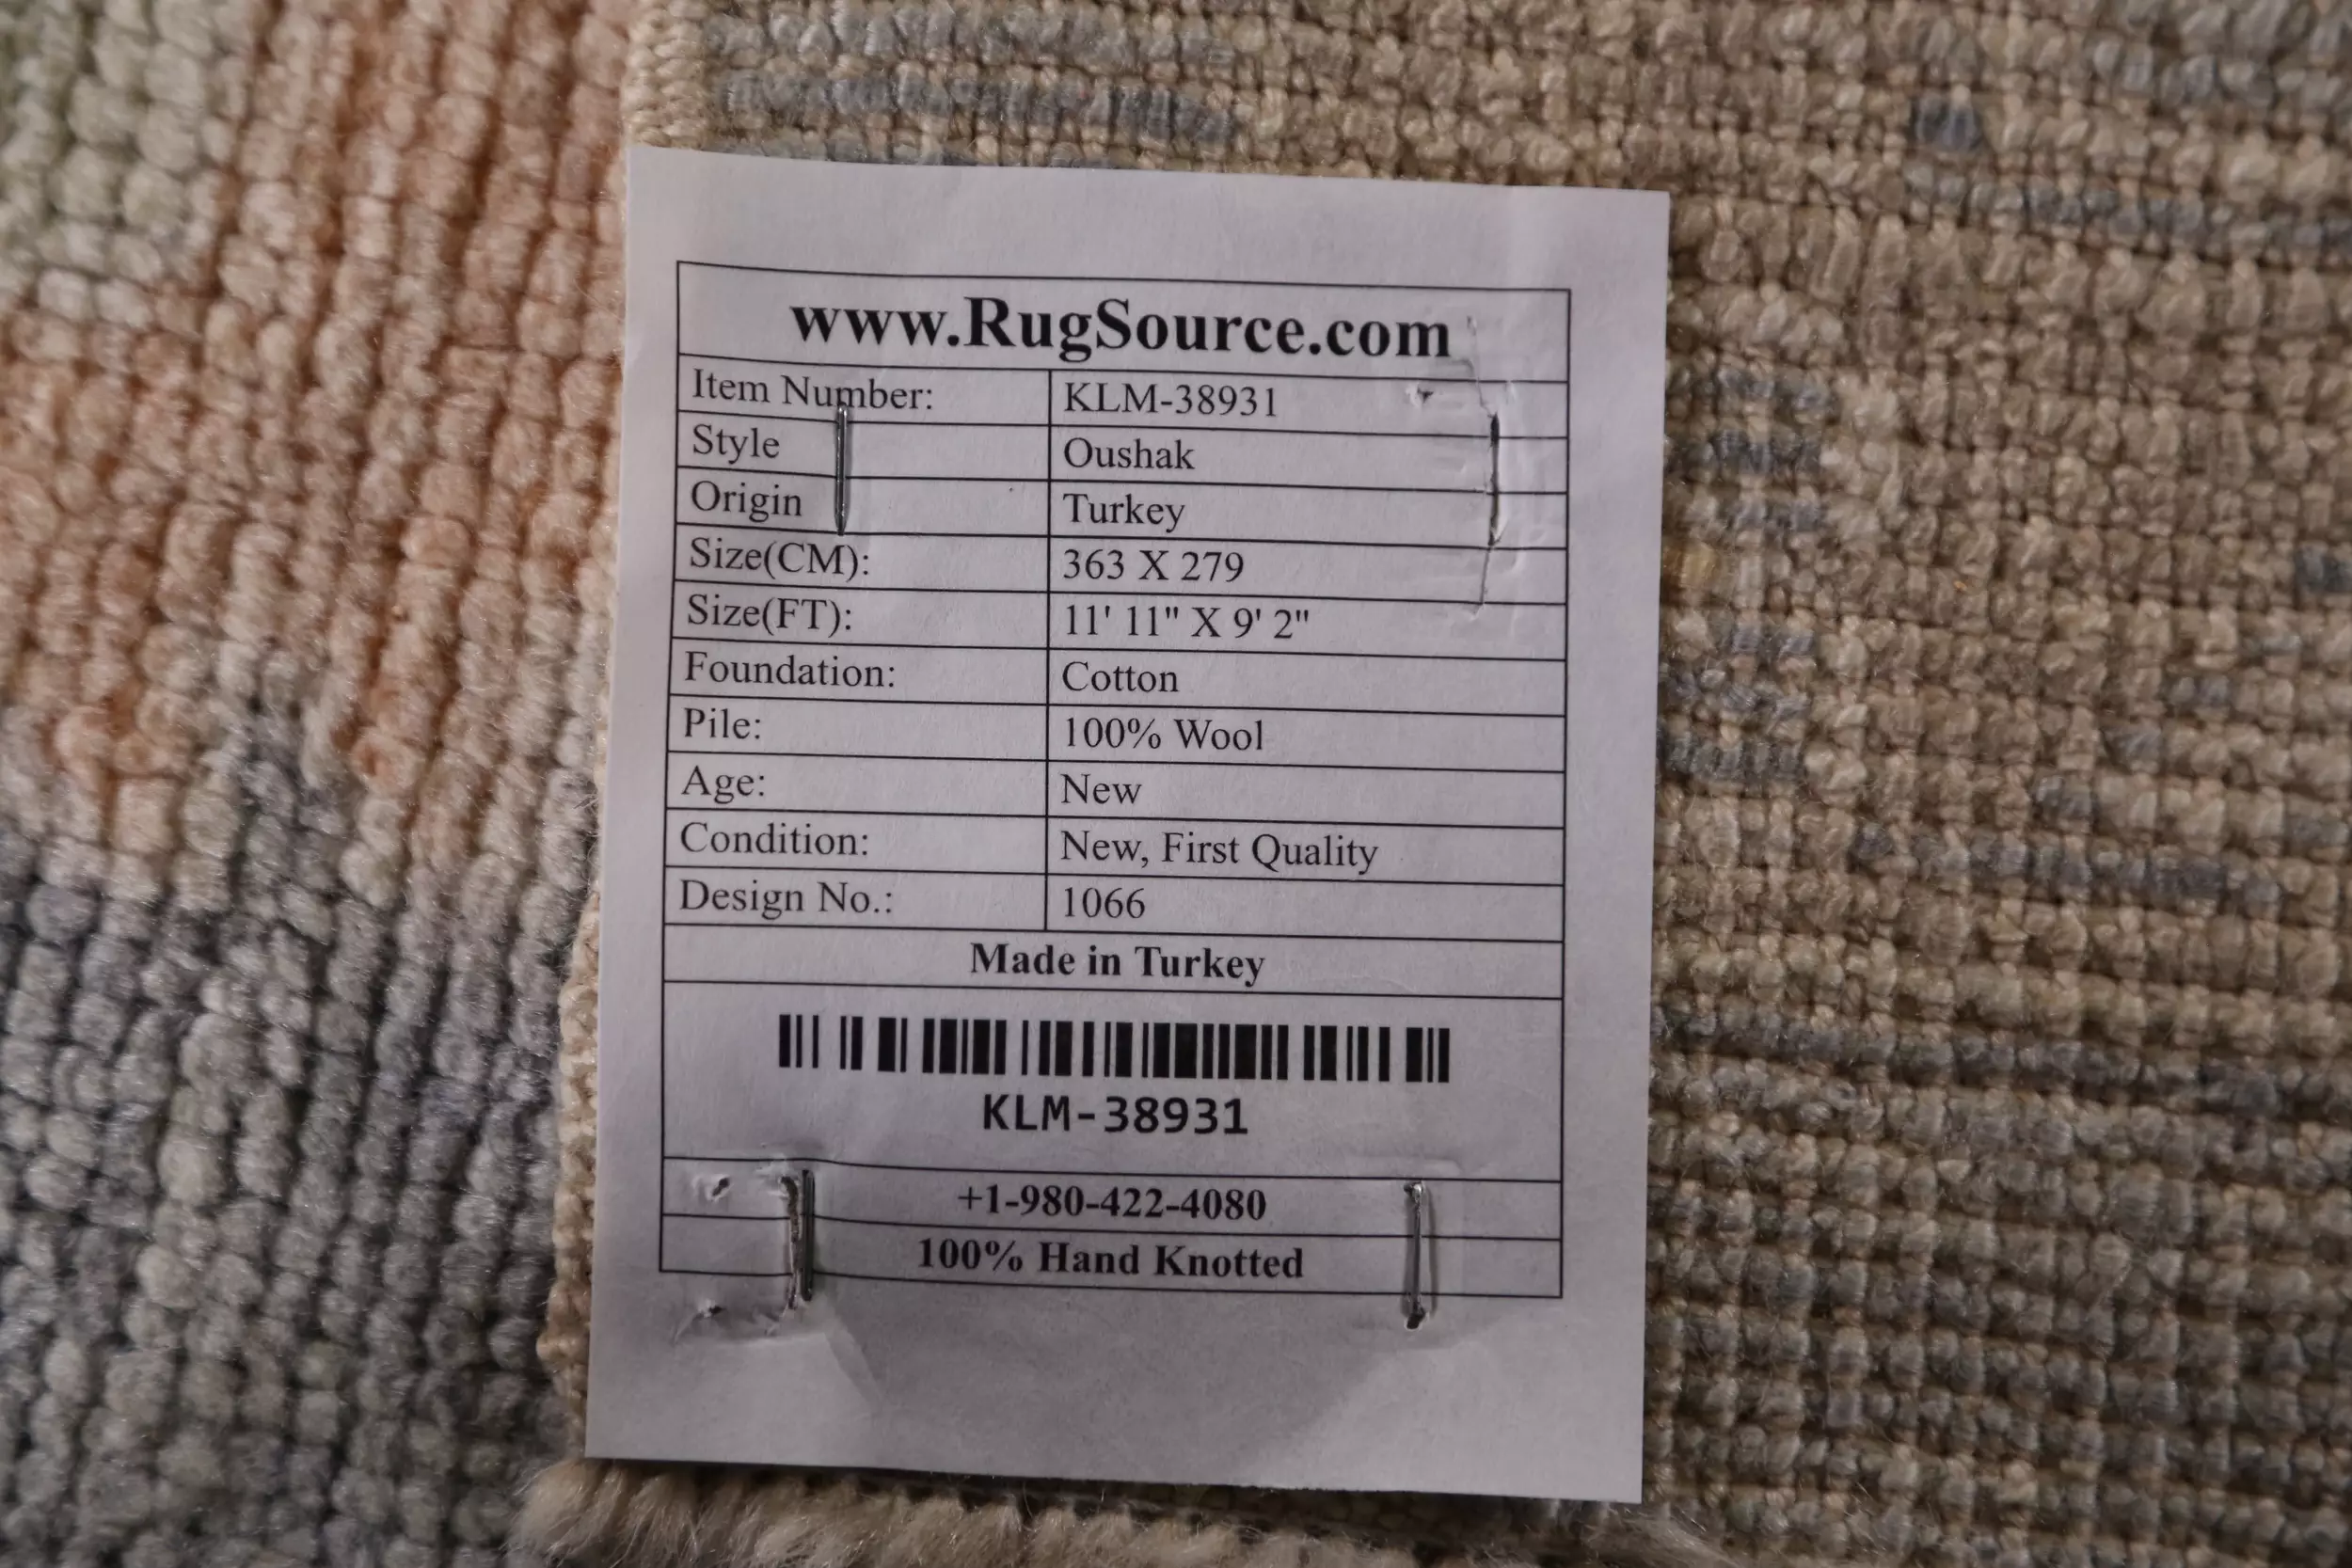 www.RugSource.com
Item Number: KLM-38931
Style Oushak
Origin Turkey
Size(CM): 363 X 279
Size(FT): 11' 11" X 9' 2"
Foundation: Cotton
Pile: 100% Wool
Age: New
Condition: New, First Quality
Design No.: 1066
Made in Turkey
KLM-38931
+1-980-422-4080
100% Hand Knotted